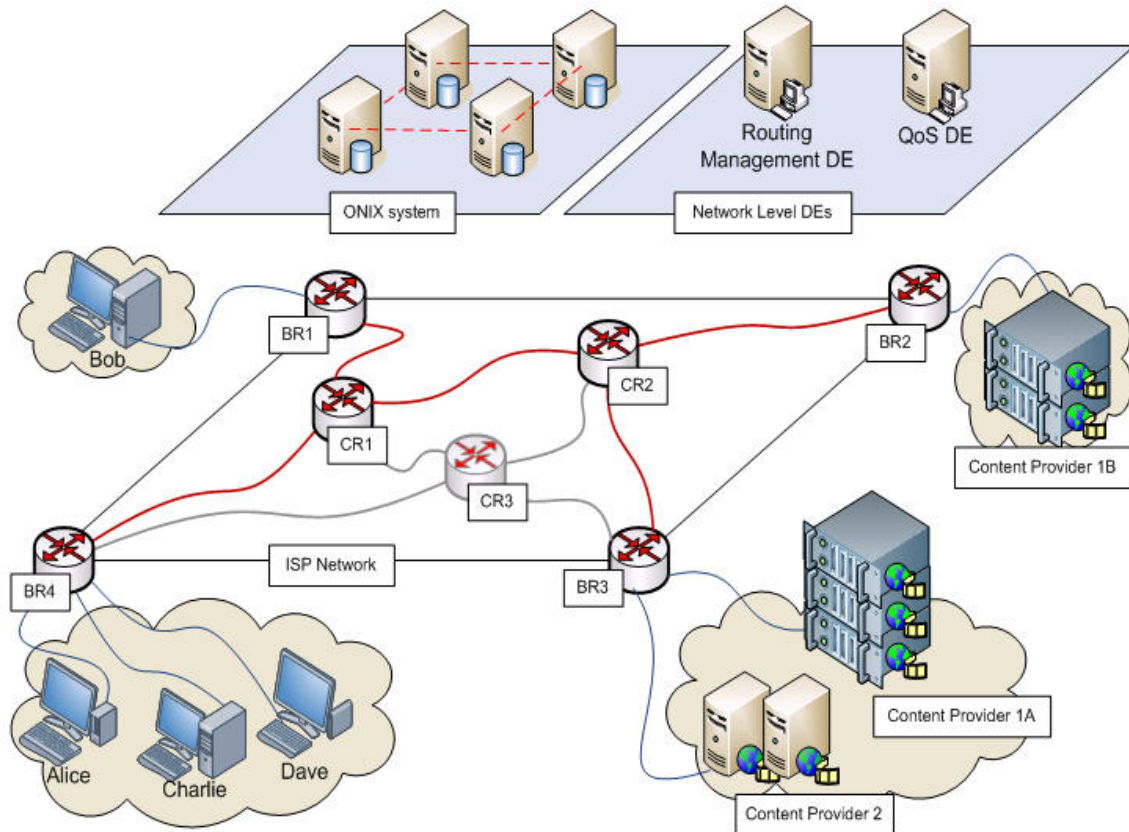 Routing
Management DE
QoS DE
ONIX system
Network Level DEs
Bob
BR1
BR2
CR2
CR1
CR3
Content Provider 1B
ISP Network
BR4
BR3
Alice
Charlie
Dave
Content Provider 1A
Content Provider 2